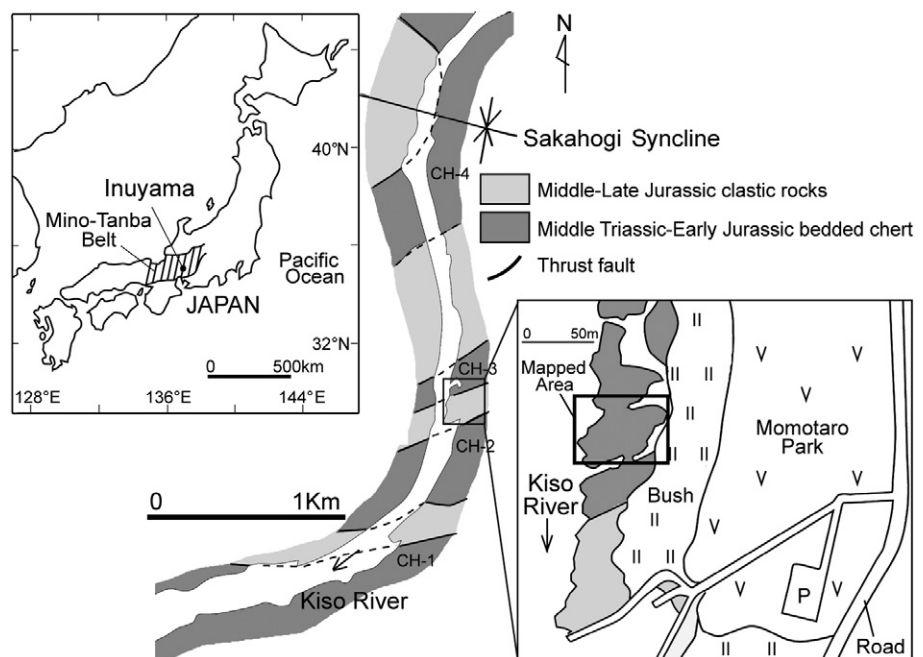 N
Sakahogi Syncline
Middle-Late Jurassic clastic rocks
Middle Triassic-Early Jurassic bedded chert
Thrust fault
40°N
Inuyama
Mino-Tanba
Belt
Pacific
Ocean
JAPAN
0 500km
32°N
128°E 136°E 144°E
CH-4
CH-3
CH-2
CH-1
0 1Km
Kiso River
0 50m
Mapped
Area
Momotaro
Park
Kiso
River
Bush
P
Road